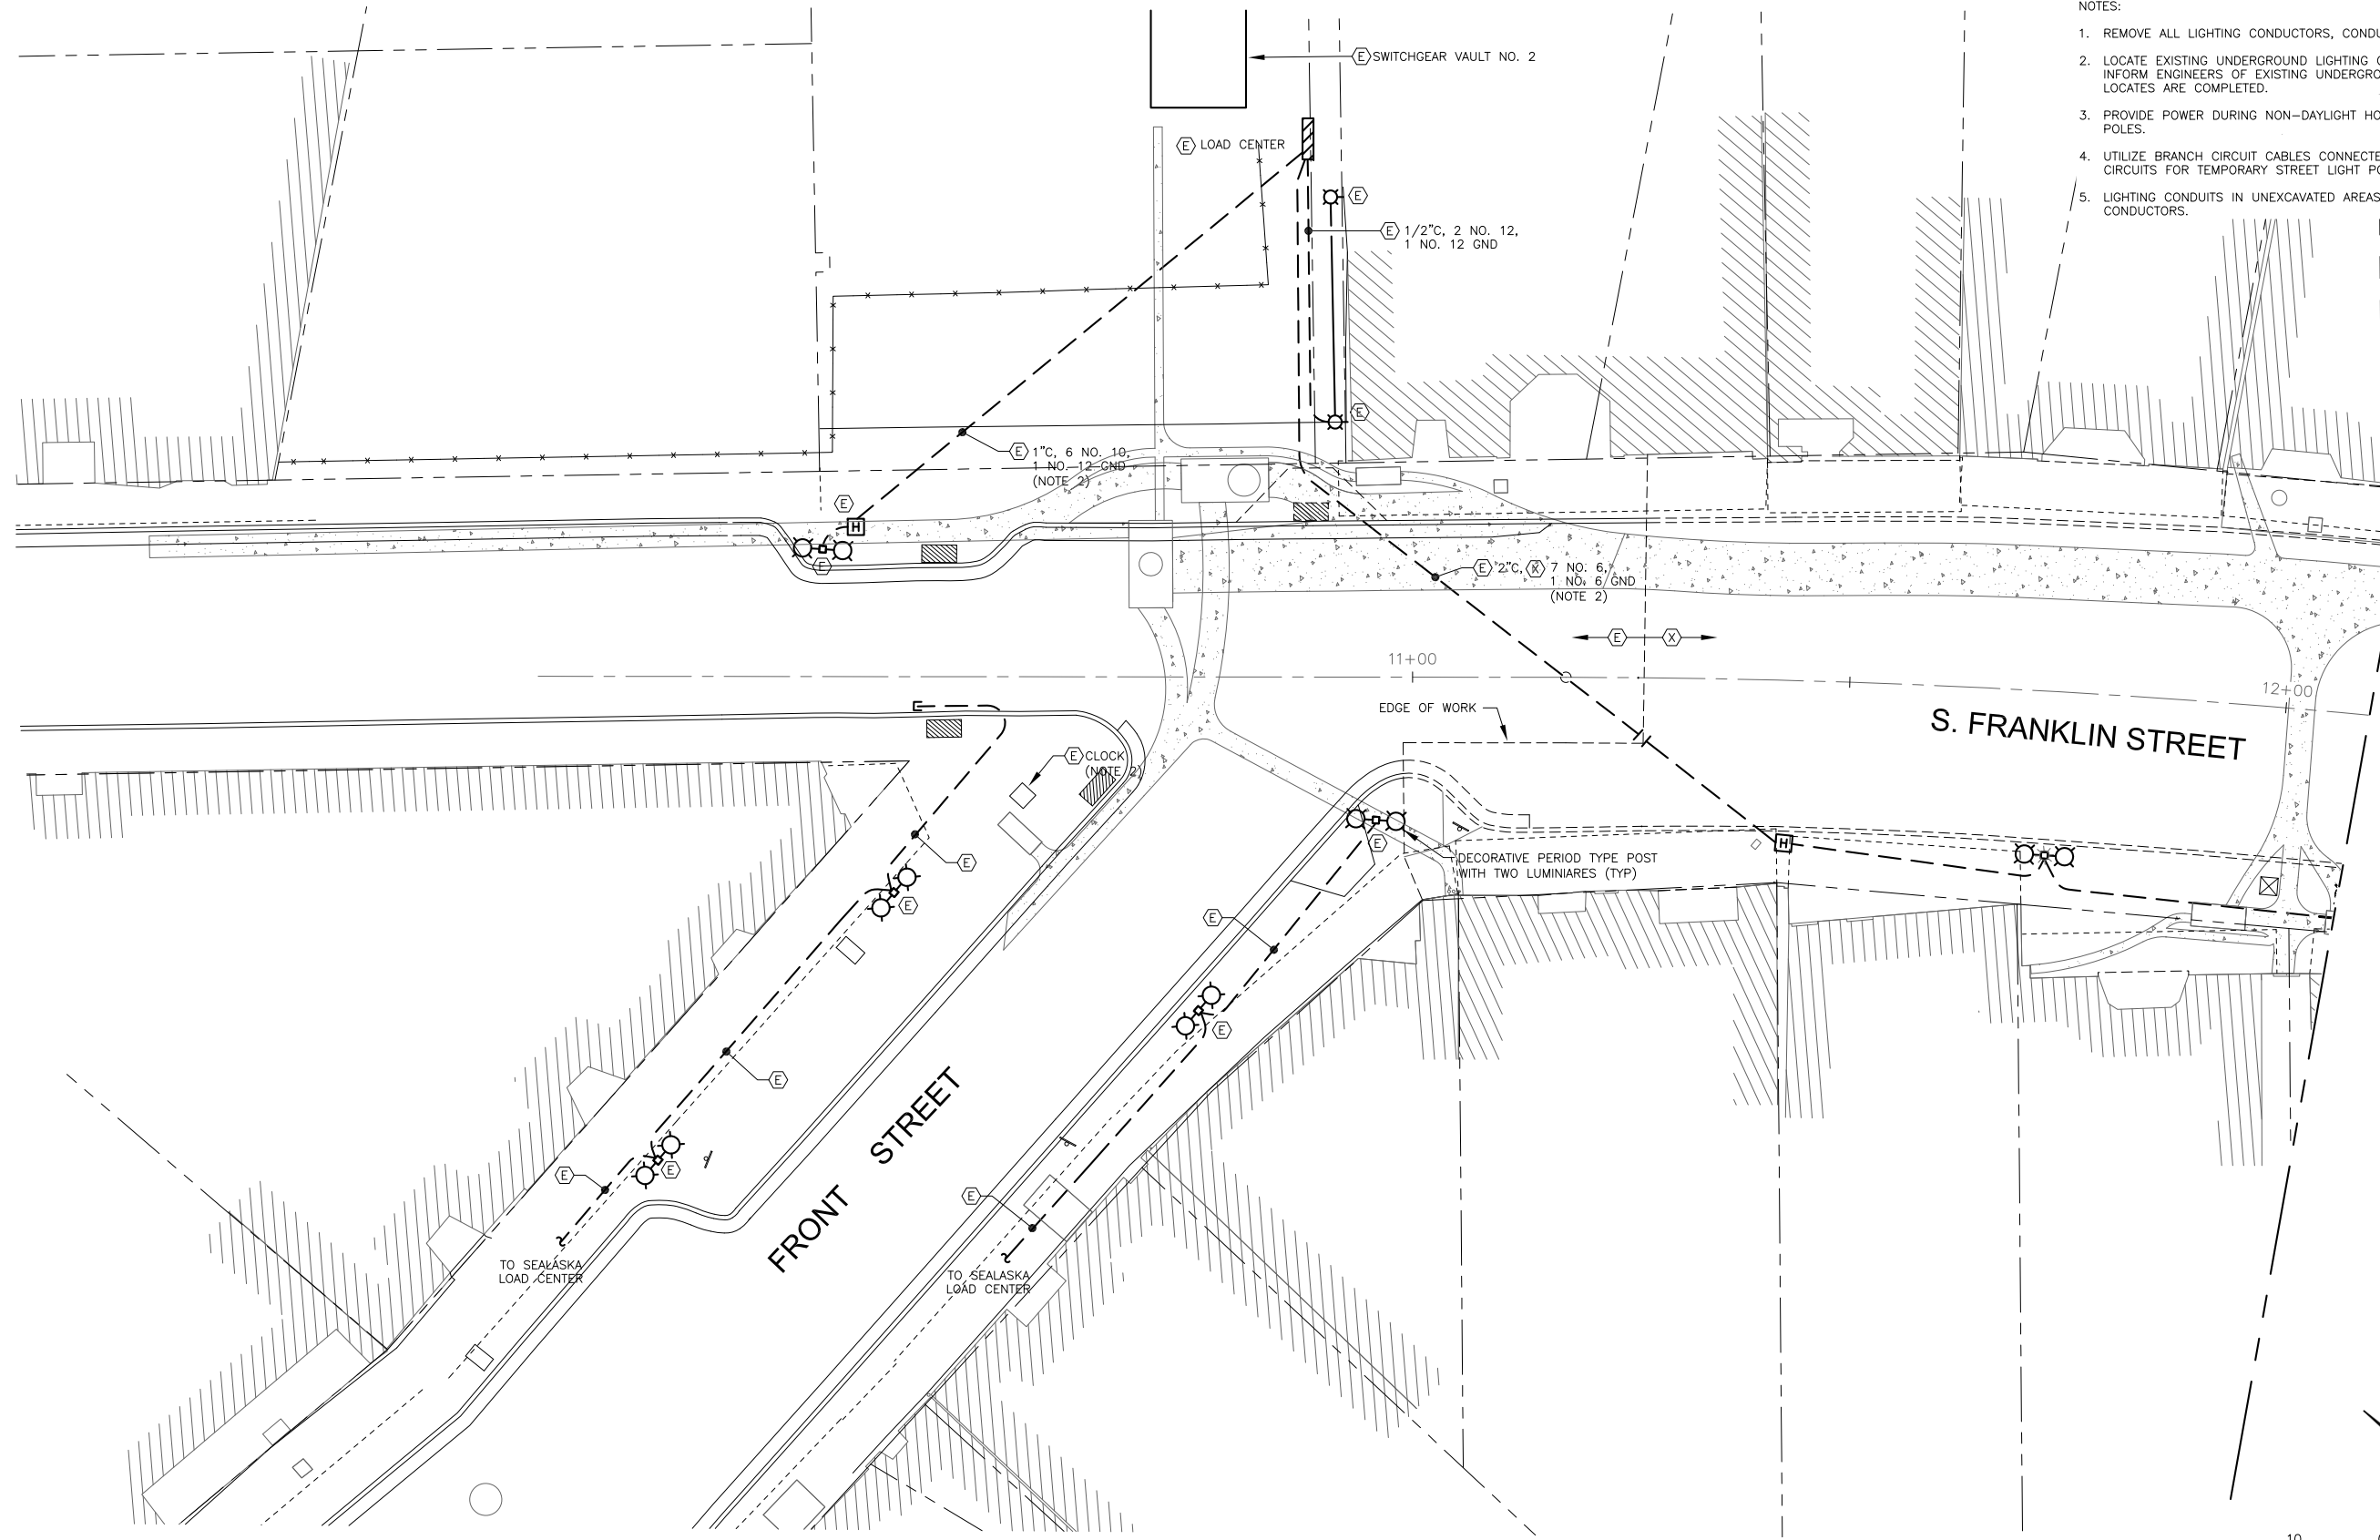 NOTES:
1. REMOVE ALL LIGHTING CONDUCTORS,
2. LOCATE EXISTING UNDERGROUND LIGHTING
INFORM ENGINEERS OF EXISTING
LOCATES ARE COMPLETED.
3. PROVIDE POWER DURING NON-DAYLIGHT
POLES.
4. UTILIZE BRANCH CIRCUIT CABLES
CIRCUITS FOR TEMPORARY STREET LIGHT
5. LIGHTING CONDUITS IN UNEXCAVATED AREAS
CONDUCTORS.
E SWITCHGEAR VAULT NO. 2
E LOAD CENTER
E
E 1/2"C, 2 NO. 12,
1 NO. 12 GND
E
E 1"C, 6 NO. 10,
1 NO. 12 GND
(NOTE 2)
E
H
E
E 2"C, X 7 NO. 6,
1 NO. 6 GND
(NOTE 2)
E X
11+00
12+00
EDGE OF WORK
S. FRANKLIN STREET
E CLOCK
(NOTE 2)
E
H
E
DECORATIVE PERIOD TYPE POST
WITH TWO LUMINIARES (TYP)
E
E
E
E
E
E
E
FRONT STREET
TO SEALASKA
LOAD CENTER
TO SEALASKA
LOAD CENTER